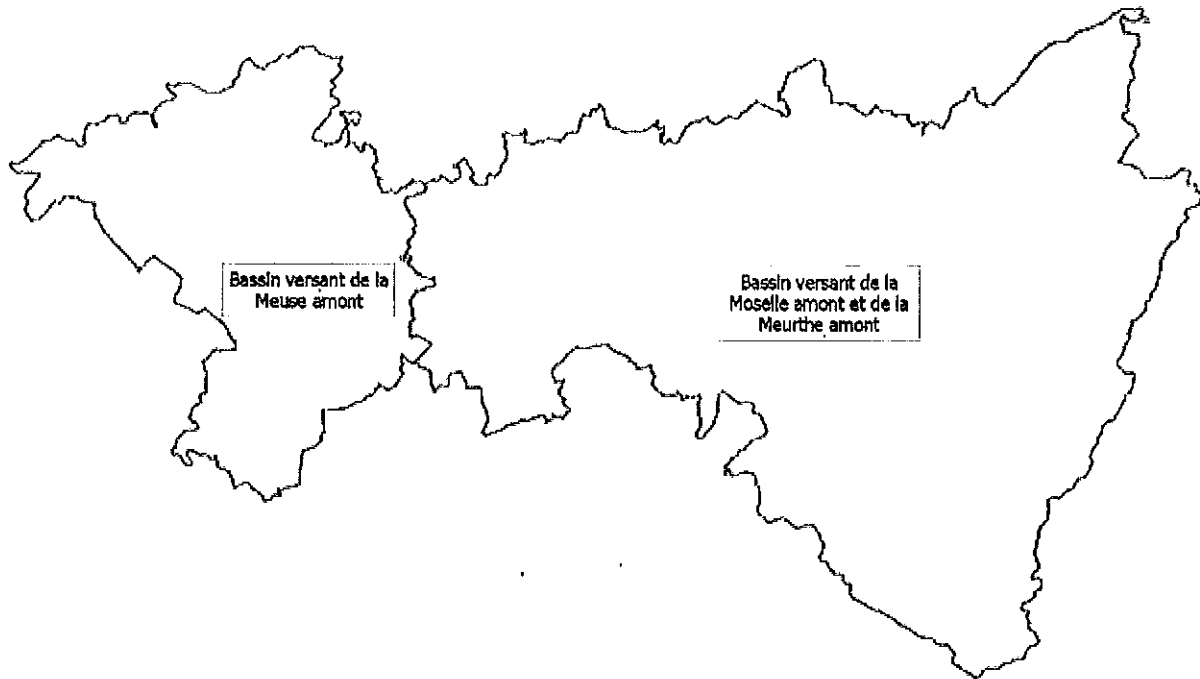 Bassin versant de la
Meuse amont
Bassin versant de la
Moselle amont et de la
Meurthe amont